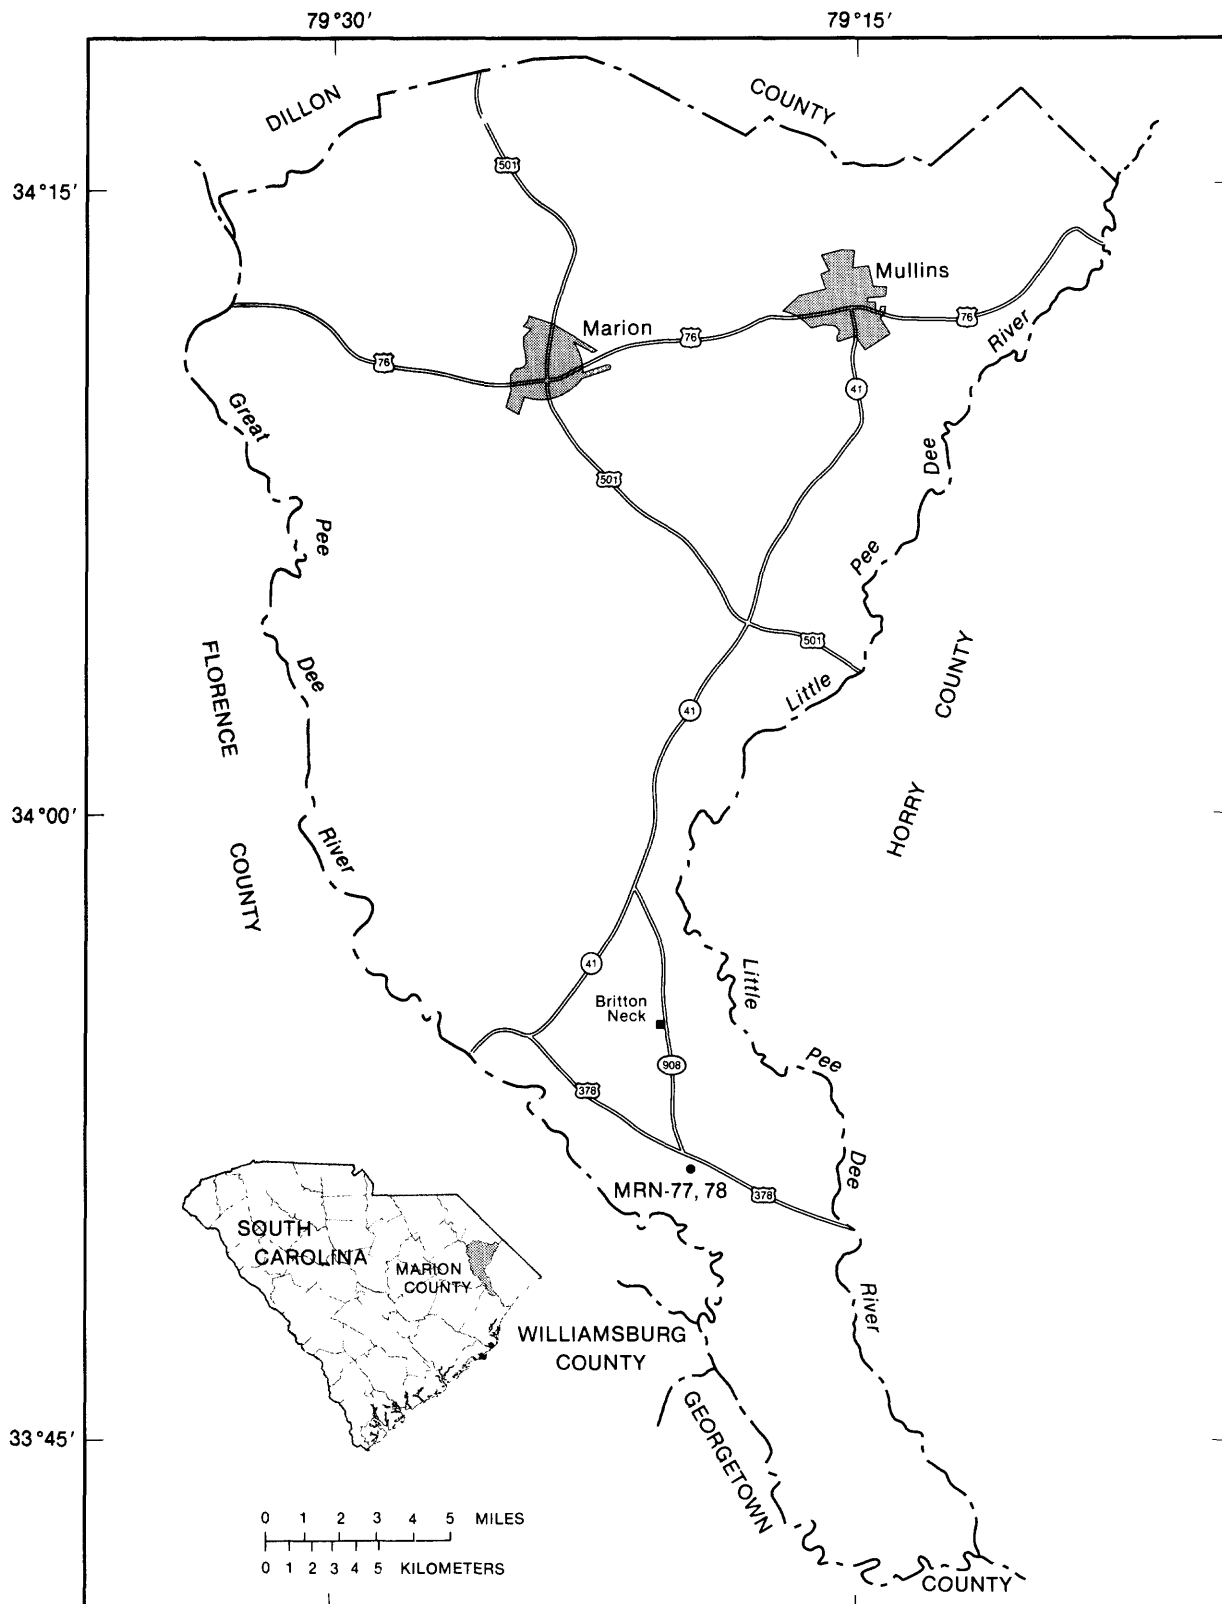 79°30′ 79°15′
DILLON COUNTY
501
34°15′
Mullins
Marion
76
76
76
River
41
Great
Dee
501
Pee
Pee
501
FLORENCE
Dee
Little
COUNTY
41
HORRY
34°00′
River
COUNTY
41
Little
Britton
Neck
Pee
908
378
Dee
MRN-77, 78
378
SOUTH
CAROLINA
MARION
COUNTY
River
WILLIAMSBURG
COUNTY
GEORGETOWN
33°45′
0 1 2 3 4 5 MILES
0 1 2 3 4 5 KILOMETERS
COUNTY